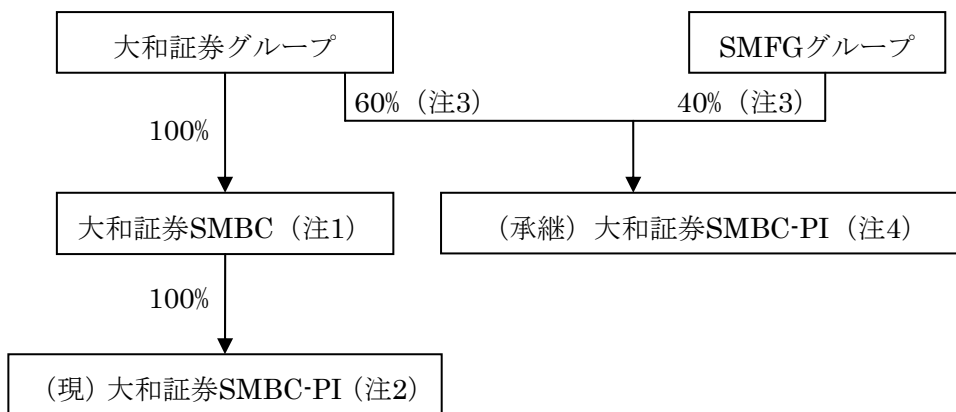 大和証券グループ
SMFGグループ
60%（注3）
40%（注3）
100%
大和証券SMBC（注1）
（承継）大和証券SMBC-PI（注4）
100%
（現）大和証券SMBC-PI（注2）